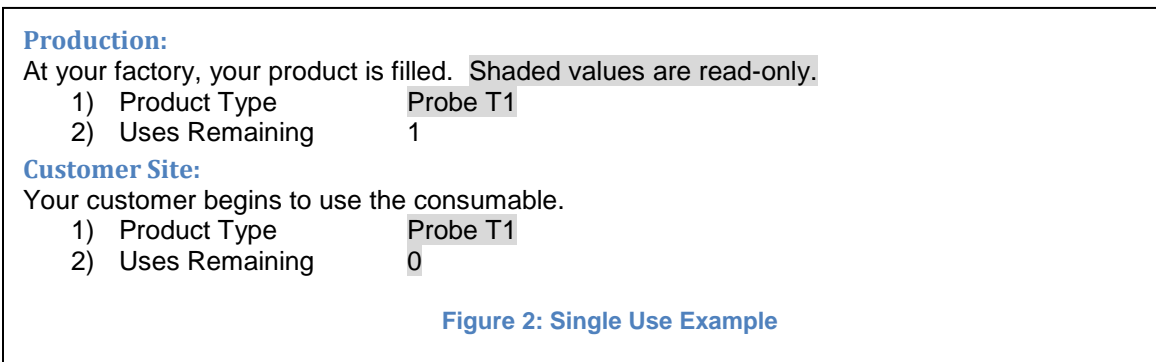 Production:
At your factory, your product is filled. Shaded values are read-only.
1) Product Type Probe T1
2) Uses Remaining 1
Customer Site:
Your customer begins to use the consumable.
1) Product Type Probe T1
2) Uses Remaining 0
Figure 2: Single Use Example